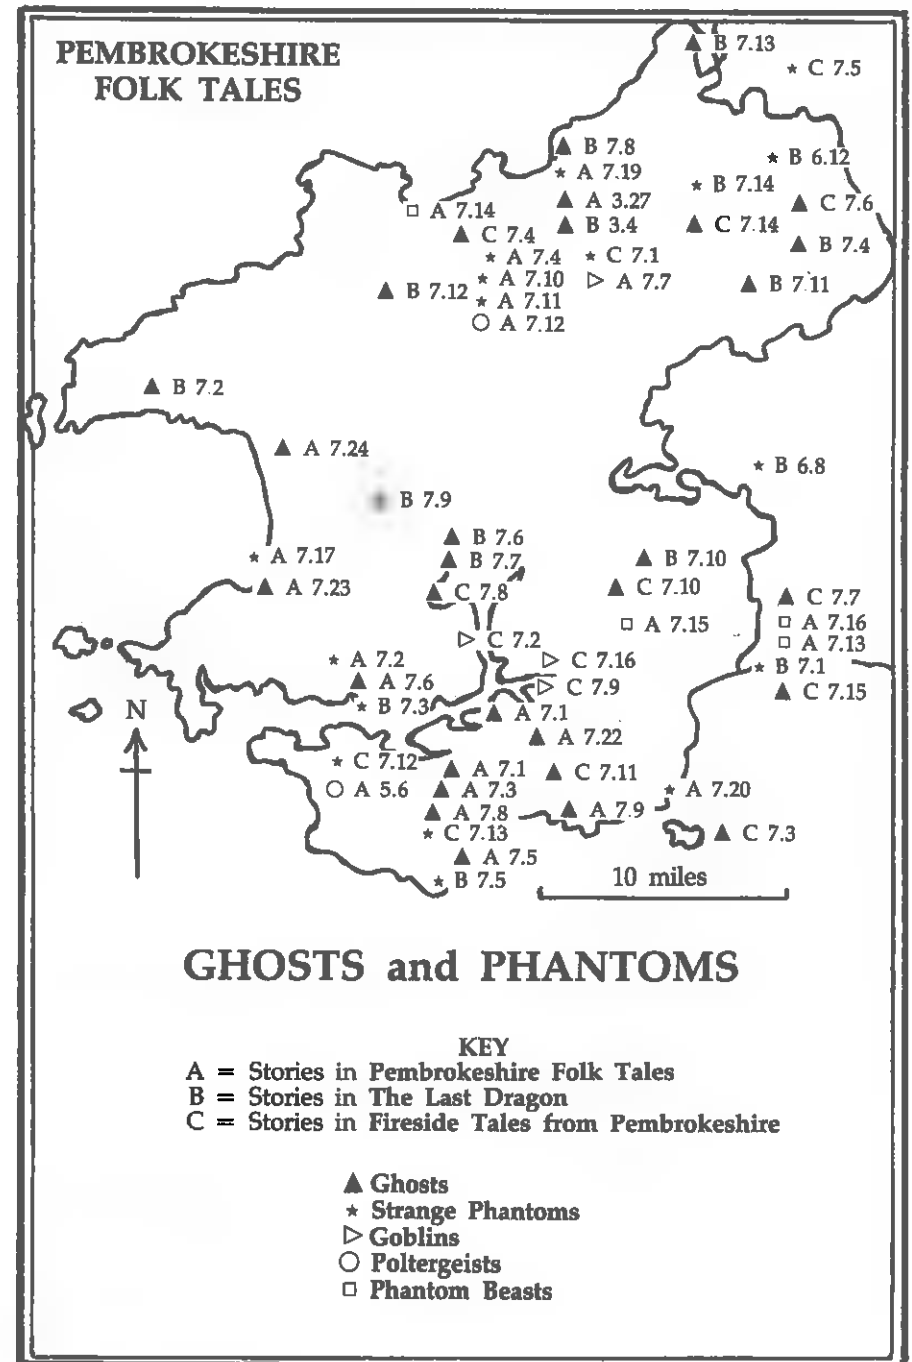 PEMBROKESHIRE
FOLK TALES
B 7.13
C 7.5
B 7.8
B 6.12
A 7.19
B 7.14
A 3.27
C 7.6
A 7.14
B 3.4
C 7.14
C 7.4
B 7.4
A 7.4
C 7.1
A 7.10
A 7.7
B 7.11
B 7.12
A 7.11
A 7.12
B 7.2
A 7.24
B 6.8
B 7.9
B 7.6
A 7.17
B 7.7
B 7.10
A 7.23
C 7.8
C 7.10
C 7.7
A 7.15
A 7.16
C 7.2
A 7.13
A 7.2
C 7.16
B 7.1
A 7.6
C 7.9
C 7.15
B 7.3
N
A 7.1
A 7.22
C 7.12
A 7.1
C 7.11
A 5.6
A 7.3
A 7.20
A 7.8
A 7.9
C 7.13
C 7.3
A 7.5
B 7.5
10 miles
GHOSTS and PHANTOMS
KEY
A = Stories in Pembrokeshire Folk Tales
B = Stories in The Last Dragon
C = Stories in Fireside Tales from Pembrokeshire
Ghosts
Strange Phantoms
Goblins
Poltergeists
Phantom Beasts